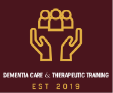 DEMENTIA CARE & THERAPEUTIC TRAINING
EST 2019